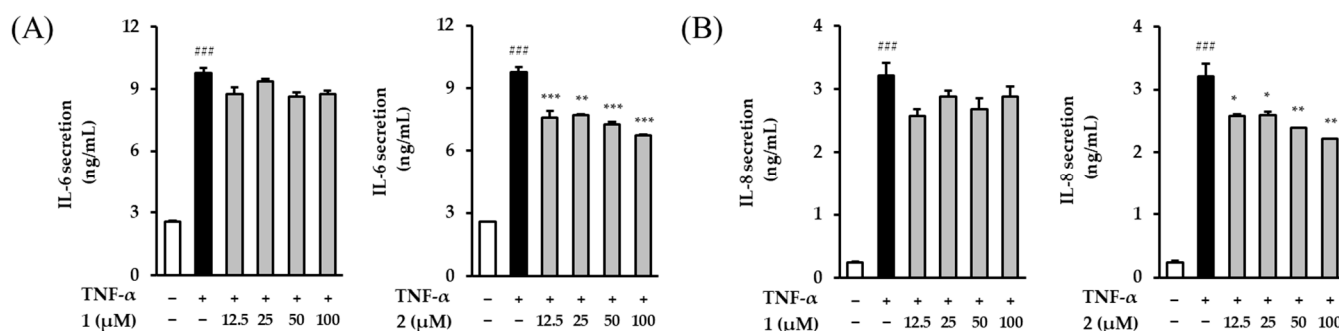 (A)
IL-6 secretion
(ng/mL)
12
9
6
3
0
###
TNF-α – + + + + +
1 (μM) – – 12.5 25 50 100
IL-6 secretion
(ng/mL)
12
9
6
3
0
###
*** ** *** ***
TNF-α – + + + + +
2 (μM) – – 12.5 25 50 100
(B)
IL-8 secretion
(ng/mL)
4
3
2
1
0
###
TNF-α – + + + + +
1 (μM) – – 12.5 25 50 100
IL-8 secretion
(ng/mL)
4
3
2
1
0
###
* * ** **
TNF-α – + + + + +
2 (μM) – – 12.5 25 50 100